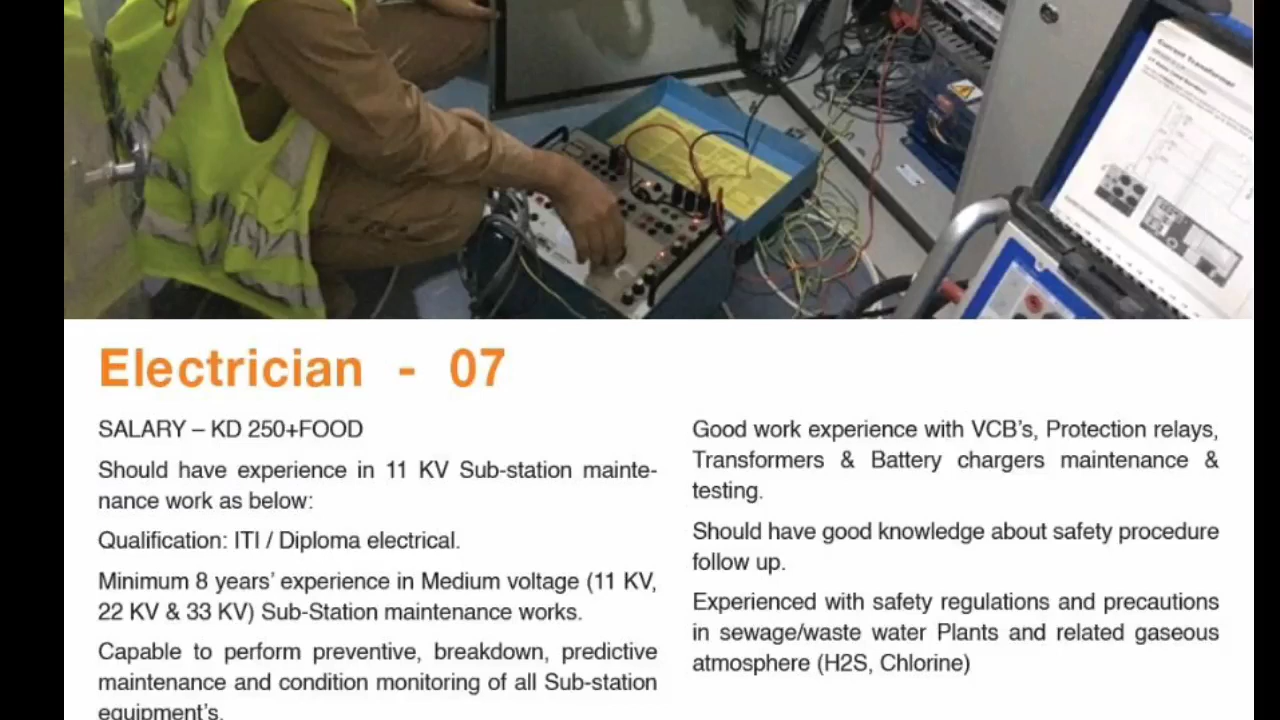 Current Transformer
Electrician - 07
SALARY – KD 250+FOOD
Should have experience in 11 KV Sub-station mainte-
nance work as below:
Qualification: ITI / Diploma electrical.
Minimum 8 years’ experience in Medium voltage (11 KV,
22 KV & 33 KV) Sub-Station maintenance works.
Capable to perform preventive, breakdown, predictive
maintenance and condition monitoring of all Sub-station
equipment’s.
Good work experience with VCB’s, Protection relays,
Transformers & Battery chargers maintenance &
testing.
Should have good knowledge about safety procedure
follow up.
Experienced with safety regulations and precautions
in sewage/waste water Plants and related gaseous
atmosphere (H2S, Chlorine)